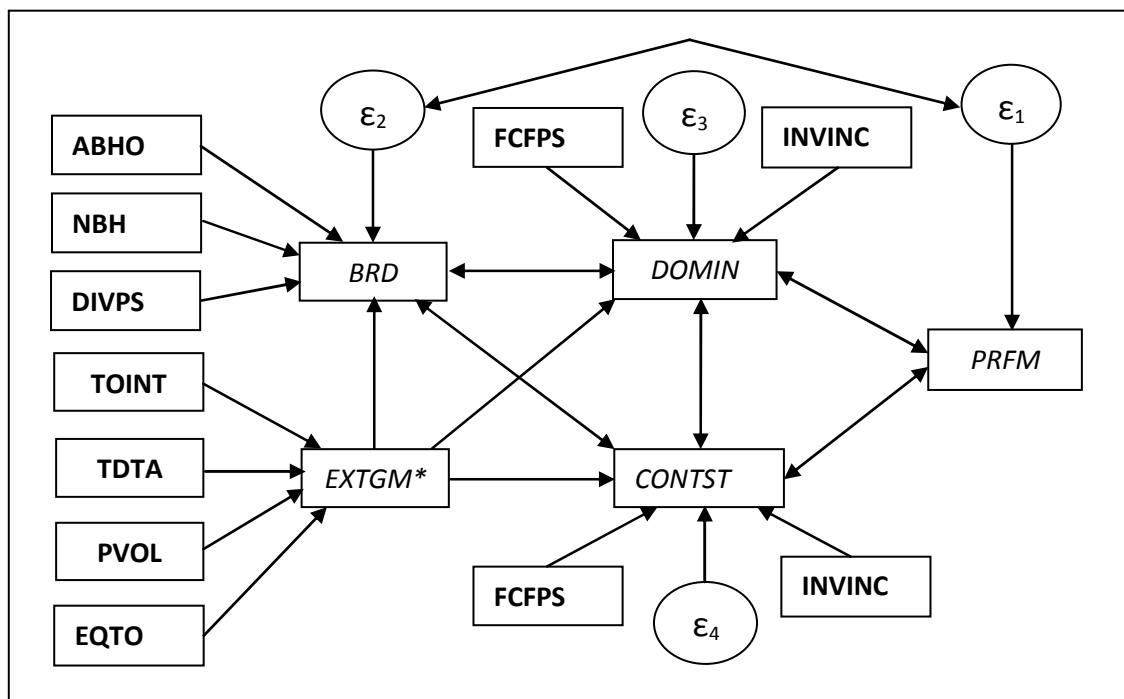 ε2
ε3
ε1
ABHO
FCFPS
INVINC
NBH
BRD
DOMIN
DIVPS
PRFM
TOINT
TDTA
EXTGM*
CONTST
PVOL
FCFPS
INVINC
EQTO
ε4